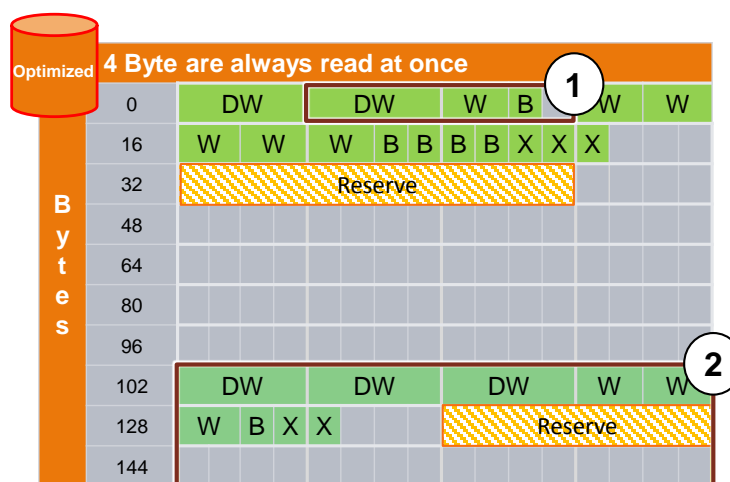 Optimized
4 Byte are always read at once
1
0 DW DW W B W W
16 W W W B B B B X X X
32 Reserve
48
64
80
96
2
102 DW DW DW W W
128 W B X X Reserve
144
Bytes